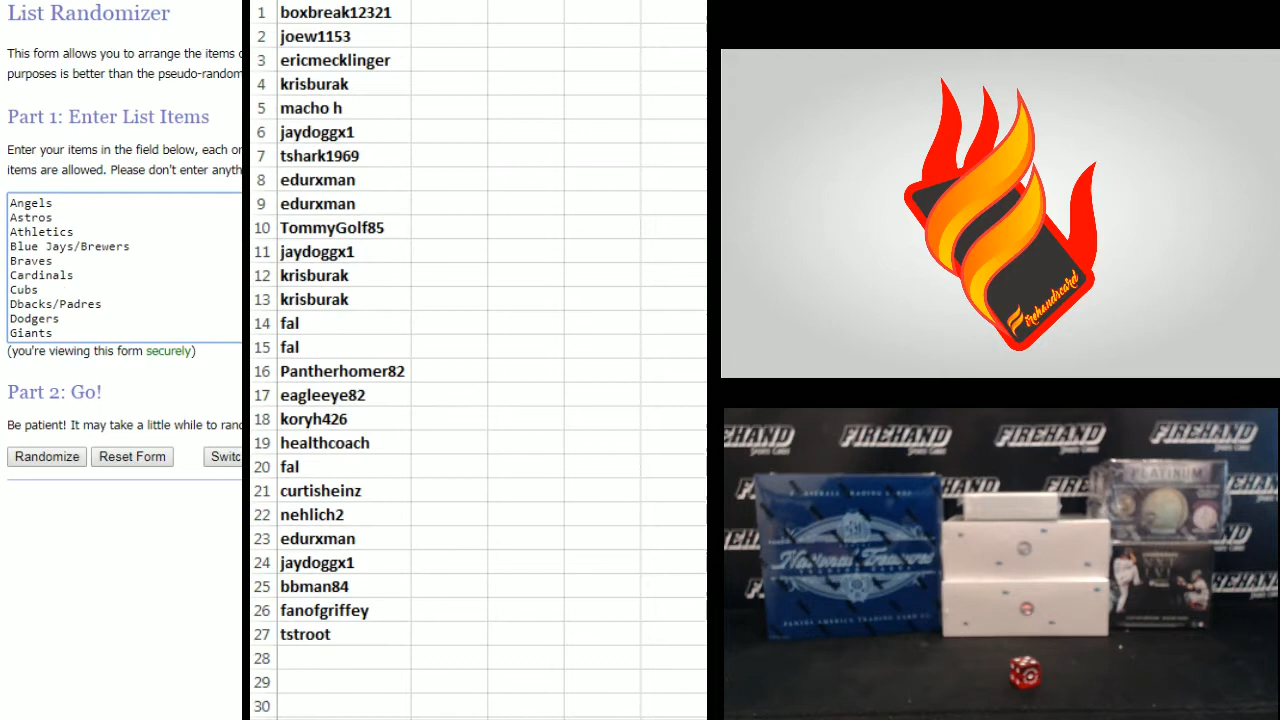 List Randomizer
This form allows you to arrange the items
purposes is better than the pseudo-random
Part 1: Enter List Items
Enter your items in the field below, each
items are allowed. Please don't enter
Angels
Astros
Athletics
Blue Jays/Brewers
Braves
Cardinals
Cubs
Dbacks/Padres
Dodgers
Giants
(you're viewing this form securely)
Part 2: Go!
Be patient! It may take a little while to
Randomize
Reset Form
1 boxbreak12321
2 joew1153
3 ericmecklinger
4 krisburak
5 macho h
6 jaydoggx1
7 tshark1969
8 edurxman
9 edurxman
10 TommyGolf85
11 jaydoggx1
12 krisburak
13 krisburak
14 fal
15 fal
16 Pantherhomer82
17 eagleeye82
18 koryh426
19 healthcoach
20 fal
21 curtisheinz
22 nehlich2
23 edurxman
24 jaydoggx1
25 bbman84
26 fanofgriffey
27 tstroot
28
29
30
Firehandscard
FIREHAND
FIREHAND
FIREHAND
PLATINUM
National Treasures